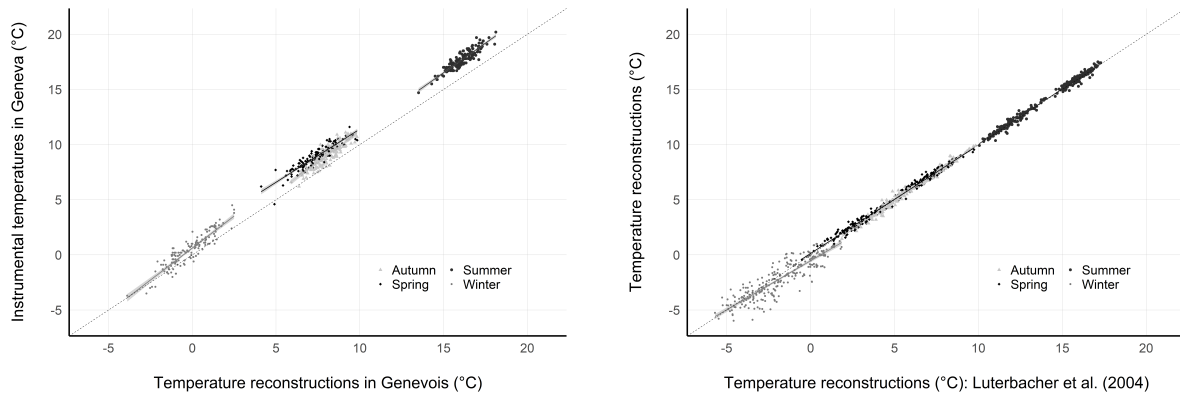 Instrumental temperatures in Geneva (°C)
20
15
10
5
0
-5
Autumn
Summer
Spring
Winter
-5
0
5
10
15
20
Temperature reconstructions in Genevois (°C)
Temperature reconstructions (°C)
20
15
10
5
0
-5
Autumn
Summer
Spring
Winter
-5
0
5
10
15
20
Temperature reconstructions (°C): Luterbacher et al. (2004)